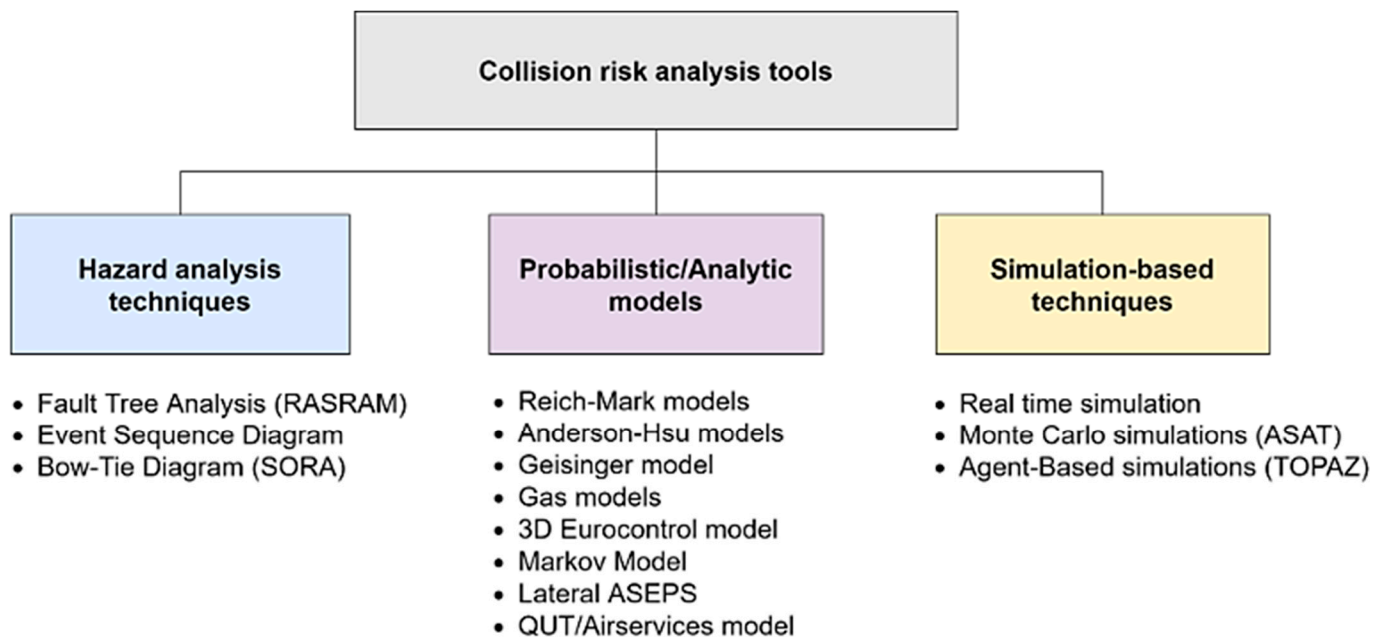 Collision risk analysis tools
Hazard analysis
techniques
• Fault Tree Analysis (RASRAM)
• Event Sequence Diagram
• Bow-Tie Diagram (SORA)
Probabilistic/Analytic
models
• Reich-Mark models
• Anderson-Hsu models
• Geisinger model
• Gas models
• 3D Eurocontrol model
• Markov Model
• Lateral ASEPS
• QUT/Airservices model
Simulation-based
techniques
• Real time simulation
• Monte Carlo simulations (ASAT)
• Agent-Based simulations (TOPAZ)